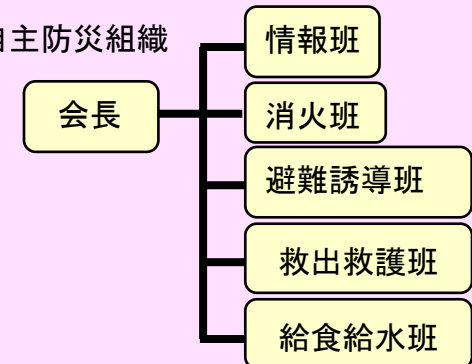 自主防災組織
会長
情報班
消火班
避難誘導班
救出救護班
給食給水班